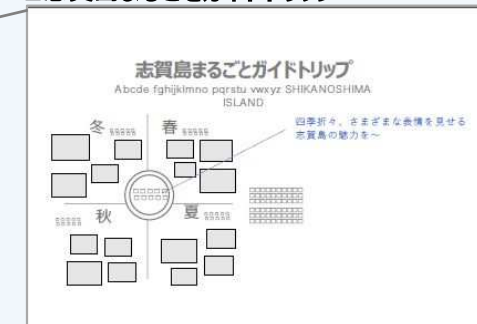 志賀島まるごとガイドトリップ
Abcde fghijklmno pqrstu vwxyz SHIKANOSHIMA
ISLAND
四季折々、さまざまな表情を見せる
志賀島の魅力を～
冬
春
秋
夏